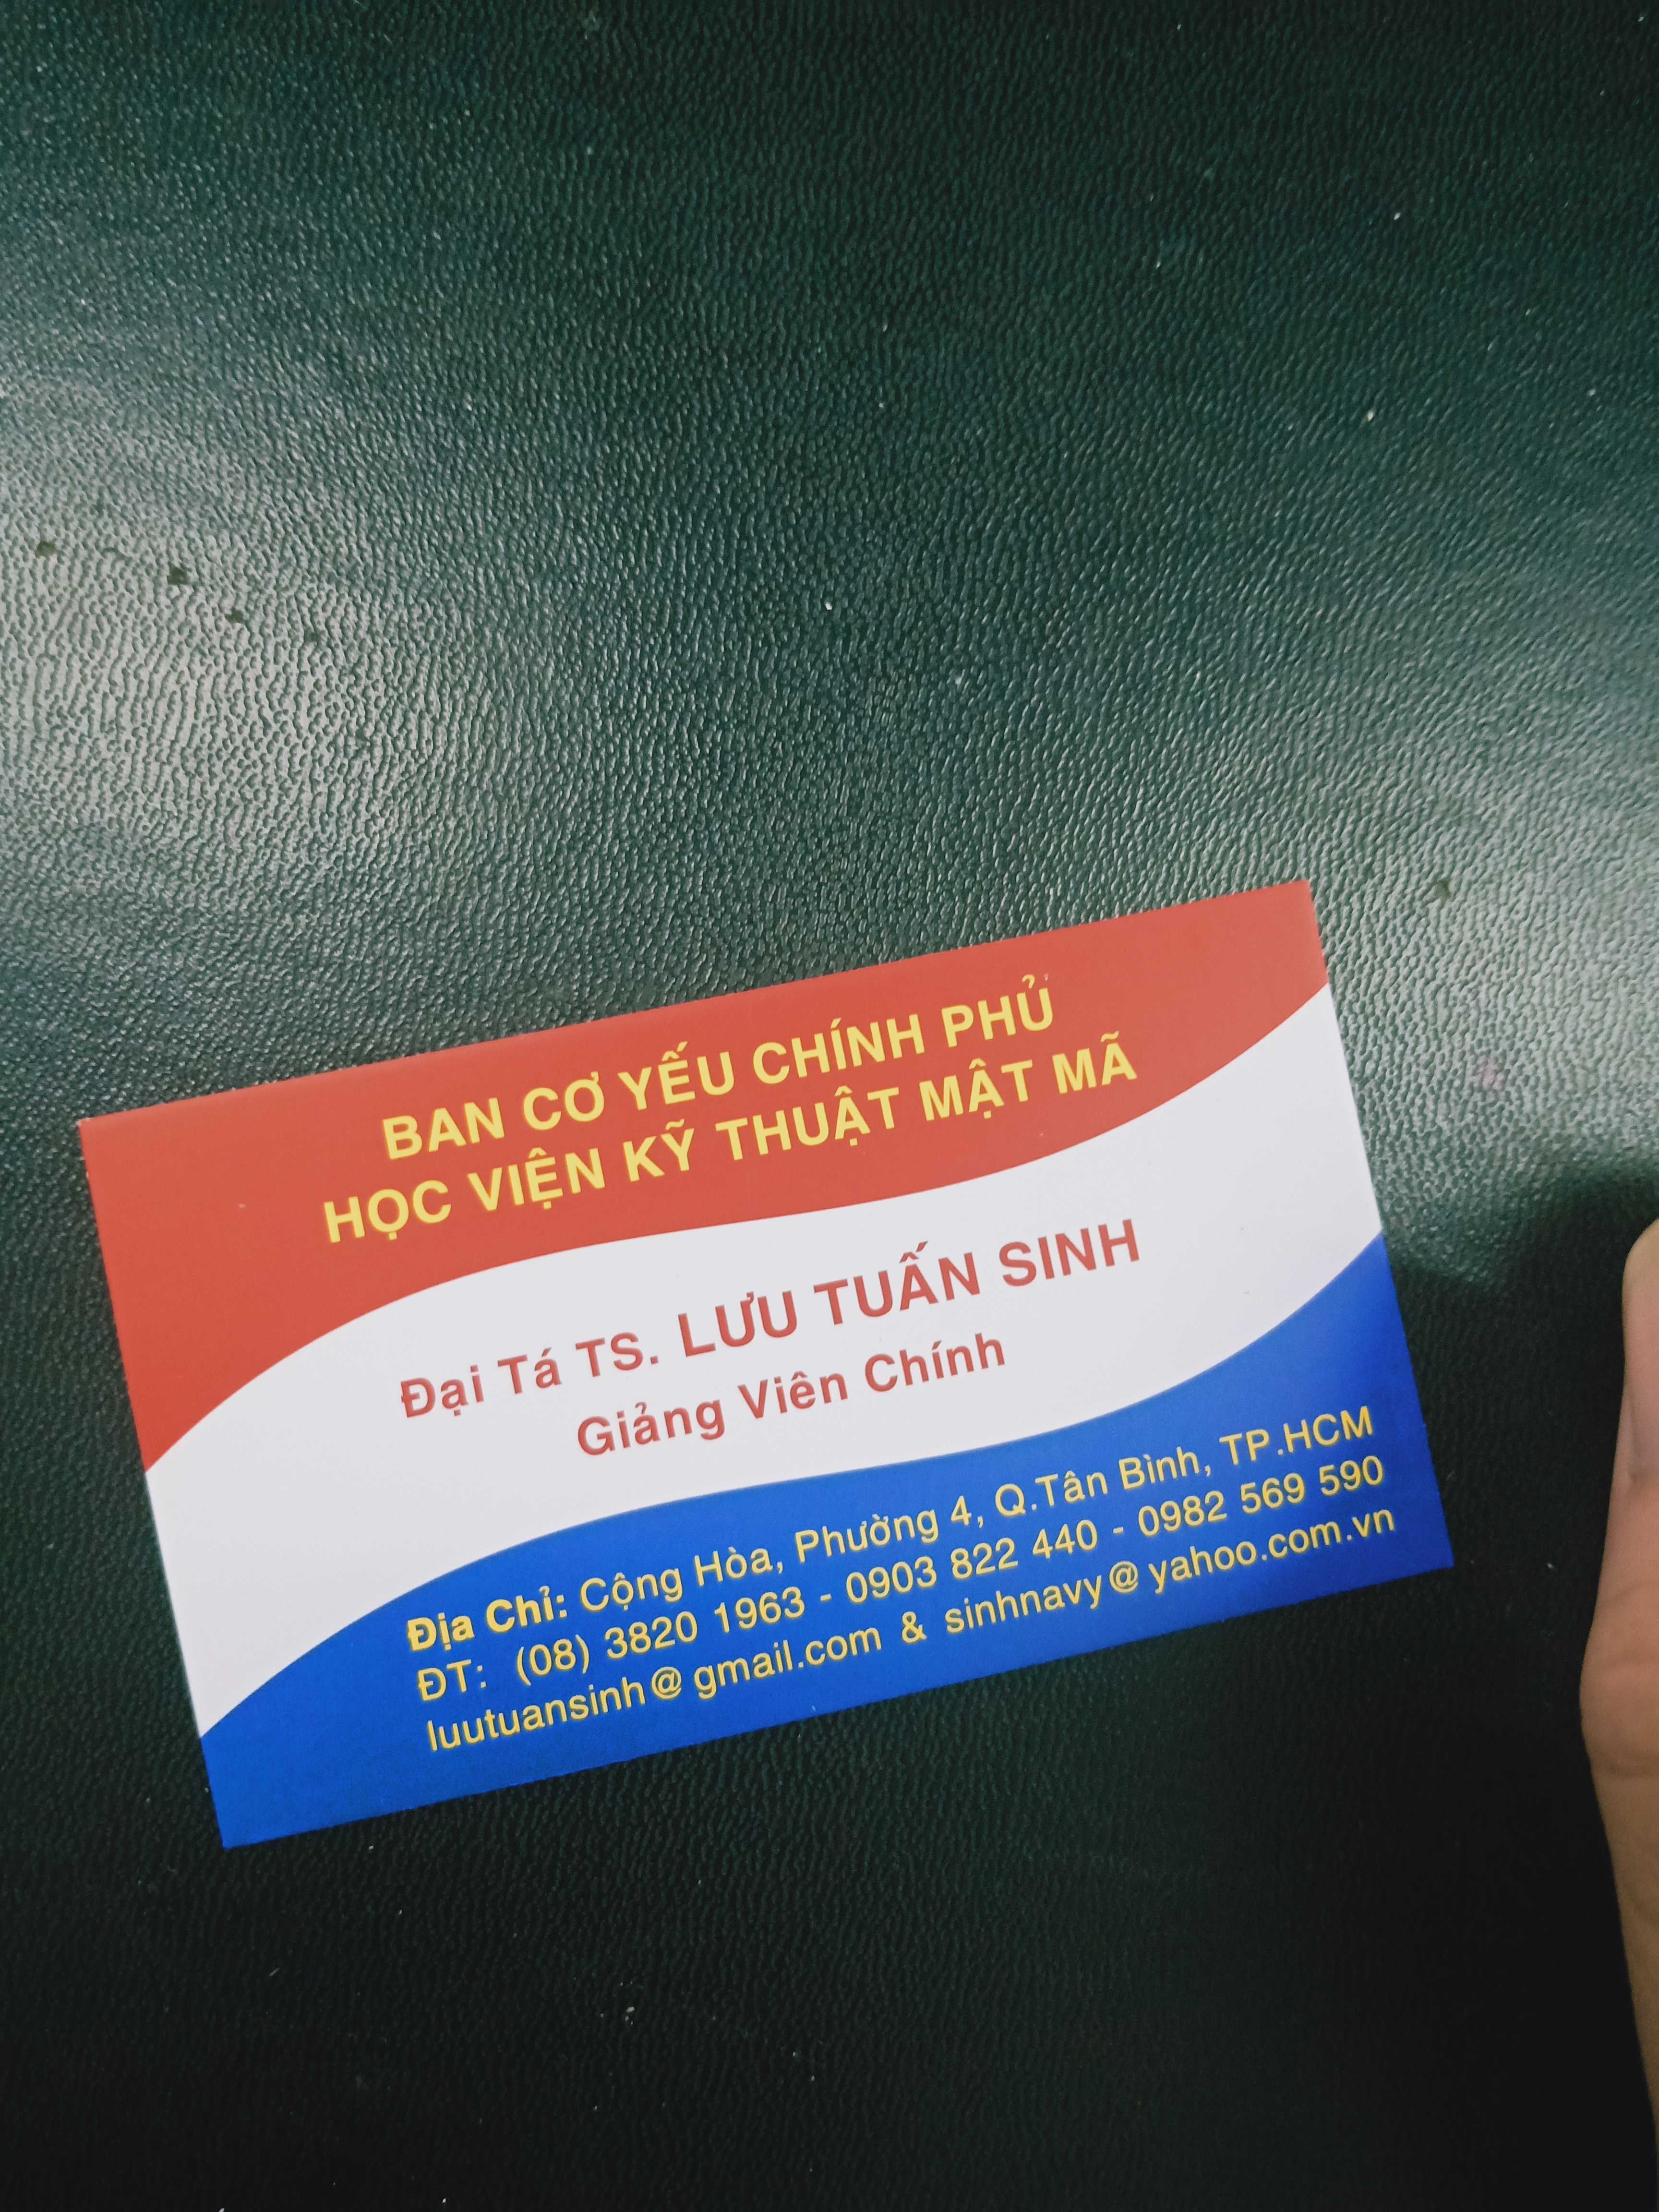 BAN CƠ YẾU CHÍNH PHỦ
HỌC VIỆN KỸ THUẬT MẬT MÃ
Đại Tá TS. LƯU TUẤN SINH
Giảng Viên Chính
Địa Chỉ: Cộng Hòa, Phường 4, Q.Tân Bình, TP.HCM
ĐT: (08) 3820 1963 - 0903 822 440 - 0982 569 590
luutuansinh@gmail.com & sinhnavy@yahoo.com.vn